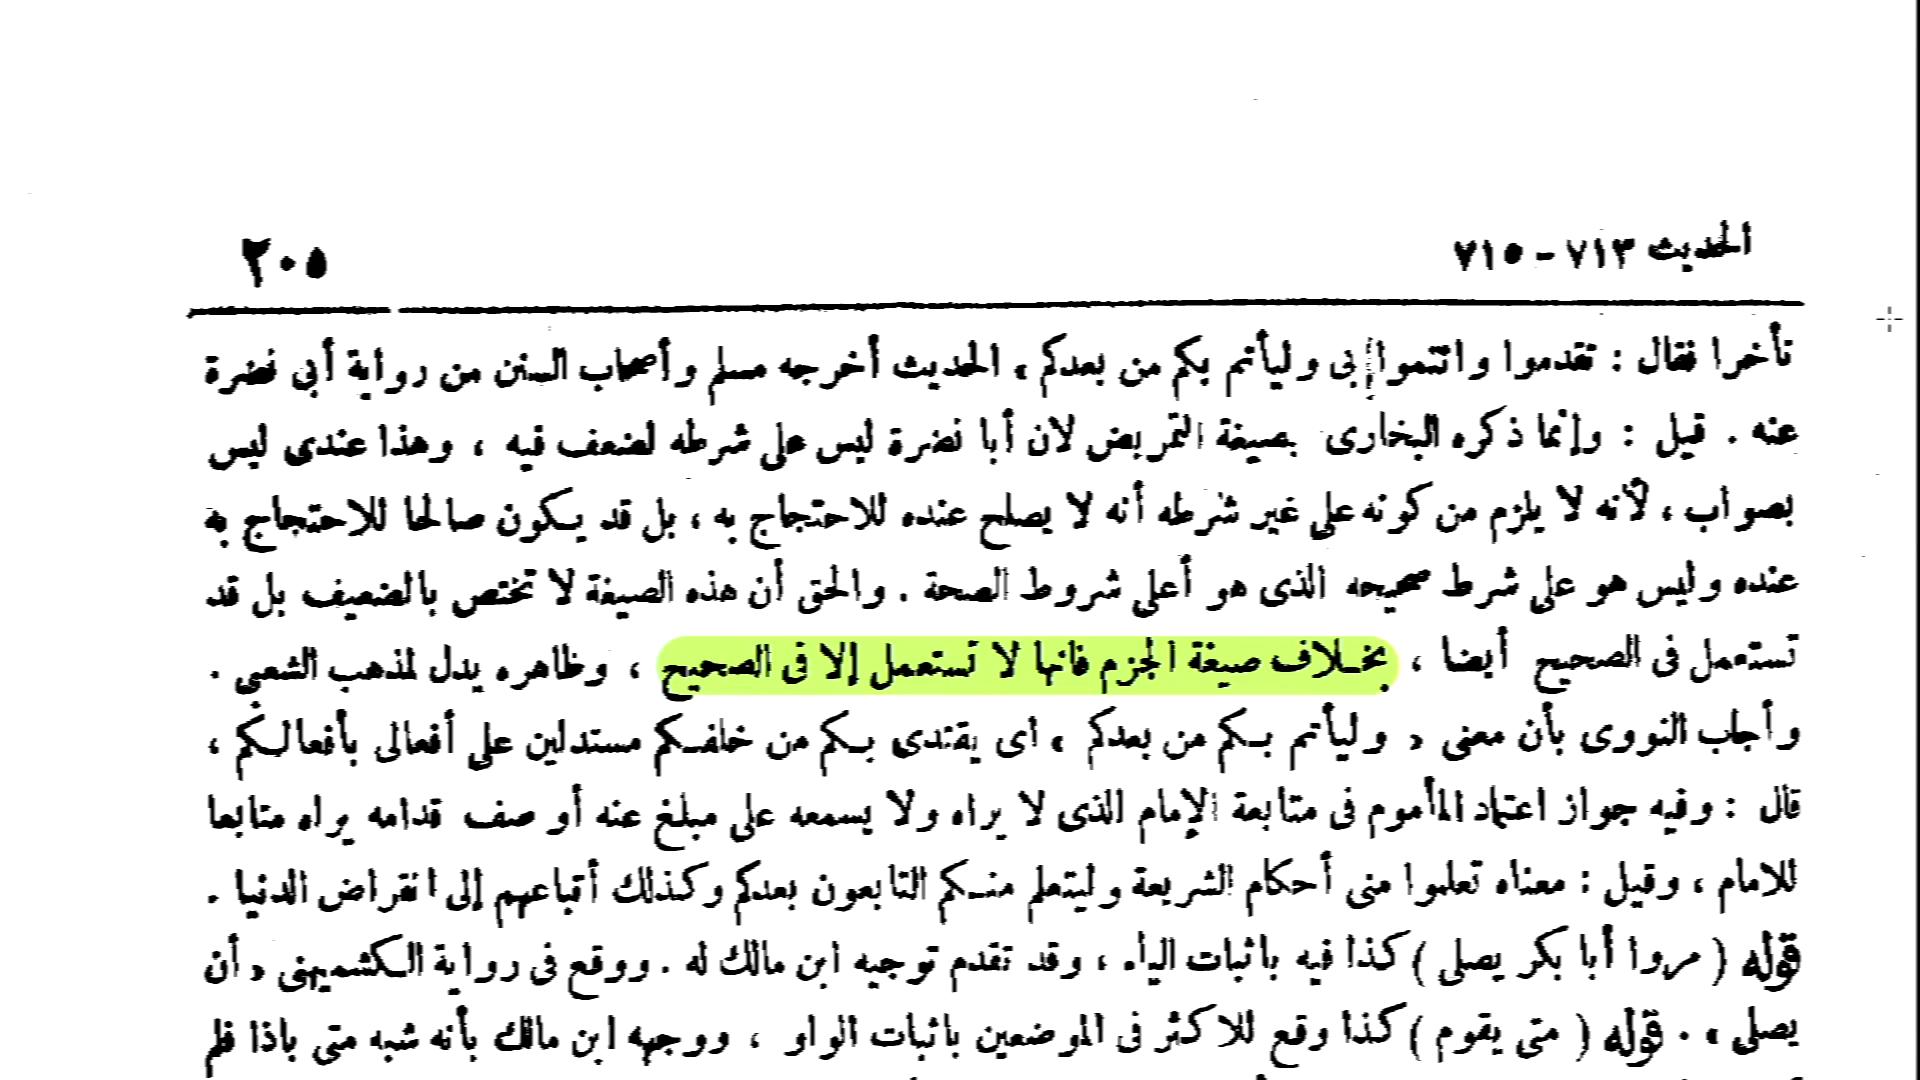 الحديث ٧١٣ - ٧١٥ ٢٠٥
تأخرا فقال : تقدموا وائتموا بى وليأتم بكم من بعدكم ، الحديث أخرجه مسلم وأصحاب السنن من رواية أبى نضرة
عنه . قيل : وإنما ذكره البخارى بصيغة التمريض لان أبا نضرة ليس على شرطه لضعف فيه ، وهذا عندى ليس
بصواب ، لأنه لا يلزم من كونه على غير شرطه أنه لا يصلح عنده للاحتجاج به ، بل قد يكون صالحا للاحتجاج به
عنده وليس هو على شرط صحيحه الذى هو أعلى شروط الصحة . والحق أن هذه الصيغة لا تختص بالضعيف بل قد
تستعمل فى الصحيح أيضا ، بخلاف صيغة الجزم فانها لا تستعمل إلا فى الصحيح ، وظاهره يدل لمذهب الشعبى .
وأجاب النووى بأن معنى « وليأتم بكم من بعدكم » أى يقتدى بكم من خلفكم مستدلين على أفعالى بأفعالكم ،
قال : وفيه جواز اعتماد المأموم فى متابعة الإمام الذى لا يراه ولا يسمعه على مبلغ عنه أو صف قدامه يراه متابعا
للامام ، وقيل : معناه تعلموا منى أحكام الشريعة وليتعلم منكم التابعون بعدكم وكذلك أتباعهم إلى انقراض الدنيا .
قوله ( مروا أبا بكر يصلى ) كذا فيه باثبات الياء ، وقد تقدم توجيه ابن مالك له . ووقع فى رواية الكشميهنى « أن
يصلى » . قوله ( متى يقوم ) كذا وقع للاكثر فى الموضعين باثبات الواو ، ووجهه ابن مالك بأنه شبه متى باذا فلم